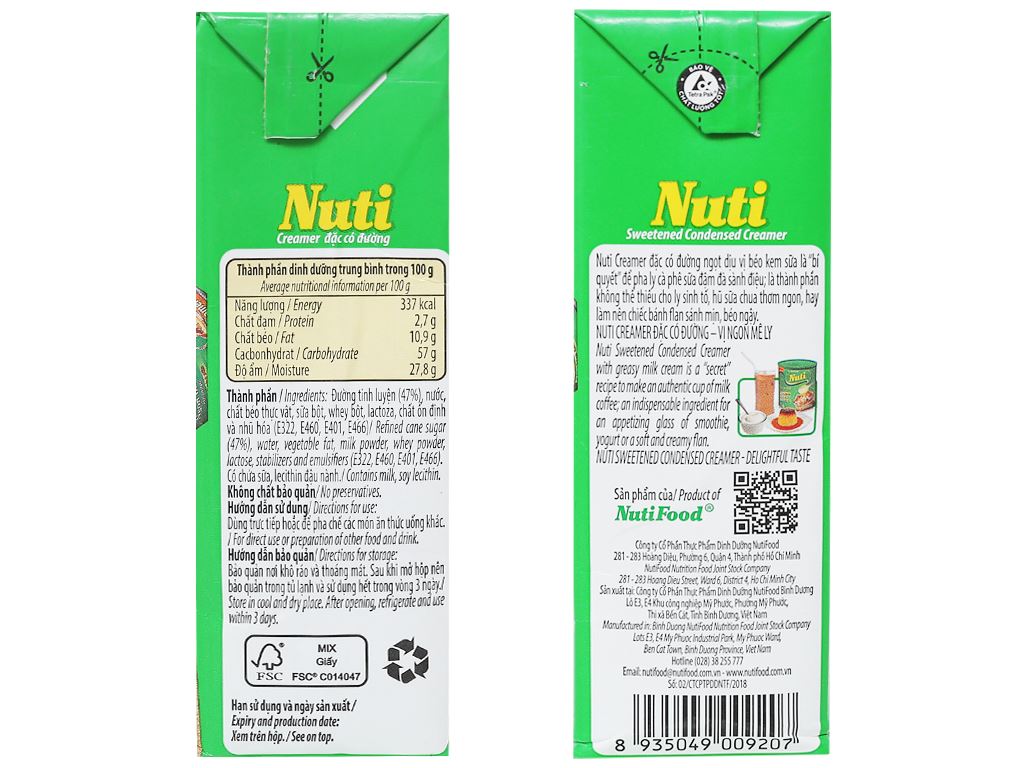 Nuti
Creamer đặc có đường
Thành phần dinh dưỡng trung bình trong 100 g
Average nutritional information per 100 g
Năng lượng / Energy 337 kcal
Chất đạm / Protein 2,7 g
Chất béo / Fat 10,9 g
Cacbonhydrat / Carbohydrate 57 g
Độ ẩm / Moisture 27,8 g
Thành phần / Ingredients: Đường tinh luyện (47%), nước,
chất béo thực vật, sữa bột, whey bột, lactoza, chất ổn định
và nhũ hóa (E322, E460, E401, E466)/ Refined cane sugar
(47%), water, vegetable fat, milk powder, whey powder,
lactose, stabilizers and emulsifiers (E322, E460, E401, E466).
Có chứa sữa, lecithin đậu nành./ Contains milk, soy lecithin.
Không chất bảo quản/ No preservatives.
Hướng dẫn sử dụng/ Directions for use:
Dùng trực tiếp hoặc để pha chế các món ăn thức uống khác.
/ For direct use or preparation of other food and drink.
Hướng dẫn bảo quản/ Directions for storage:
Bảo quản nơi khô ráo và thoáng mát. Sau khi mở hộp nên
bảo quản trong tủ lạnh và sử dụng hết trong vòng 3 ngày./
Store in cool and dry place. After opening, refrigerate and use
within 3 days.
FSC®
MIX
Giấy
FSC® C014047
Hạn sử dụng và ngày sản xuất /
Expiry and production date:
Xem trên hộp. / See on top.
BẢO VỆ
Tetra Pak®
CHẤT LƯỢNG TỐT
Nuti
Sweetened Condensed Creamer
Nuti Creamer đặc có đường ngọt dịu vị béo kem sữa là "bí
quyết" để pha ly cà phê sữa đậm đà sành điệu; là thành phần
không thể thiếu cho ly sinh tố, hũ sữa chua thơm ngon, hay
làm nên chiếc bánh flan sánh mịn, béo ngậy.
NUTI CREAMER ĐẶC CÓ ĐƯỜNG – VỊ NGON MÊ LY
Nuti Sweetened Condensed Creamer
with greasy milk cream is a "secret"
recipe to make an authentic cup of milk
coffee; an indispensable ingredient for
an appetizing glass of smoothie,
yogurt or a soft and creamy flan.
NUTI SWEETENED CONDENSED CREAMER - DELIGHTFUL TASTE
Nuti
Sản phẩm của/ Product of
NutiFood®
Công ty Cổ Phần Thực Phẩm Dinh Dưỡng NutiFood
281 - 283 Hoàng Diệu, Phường 6, Quận 4, Thành phố Hồ Chí Minh
NutiFood Nutrition Food Joint Stock Company
281 - 283 Hoang Dieu Street, Ward 6, District 4, Ho Chi Minh City
Sản xuất tại: Công ty Cổ Phần Thực Phẩm Dinh Dưỡng NutiFood Bình Dương
Lô E3, E4 Khu công nghiệp Mỹ Phước, Phường Mỹ Phước,
Thị xã Bến Cát, Tỉnh Bình Dương, Việt Nam
Manufactured in: Binh Duong NutiFood Nutrition Food Joint Stock Company
Lots E3, E4 My Phuoc Industrial Park, My Phuoc Ward,
Ben Cat Town, Binh Duong Province, Viet Nam
Hotline (028) 38 255 777
Email: nutifood@nutifood.com.vn - www.nutifood.com.vn
Số: 02/CTCPTPDDNTF/2018
8 935049 009207